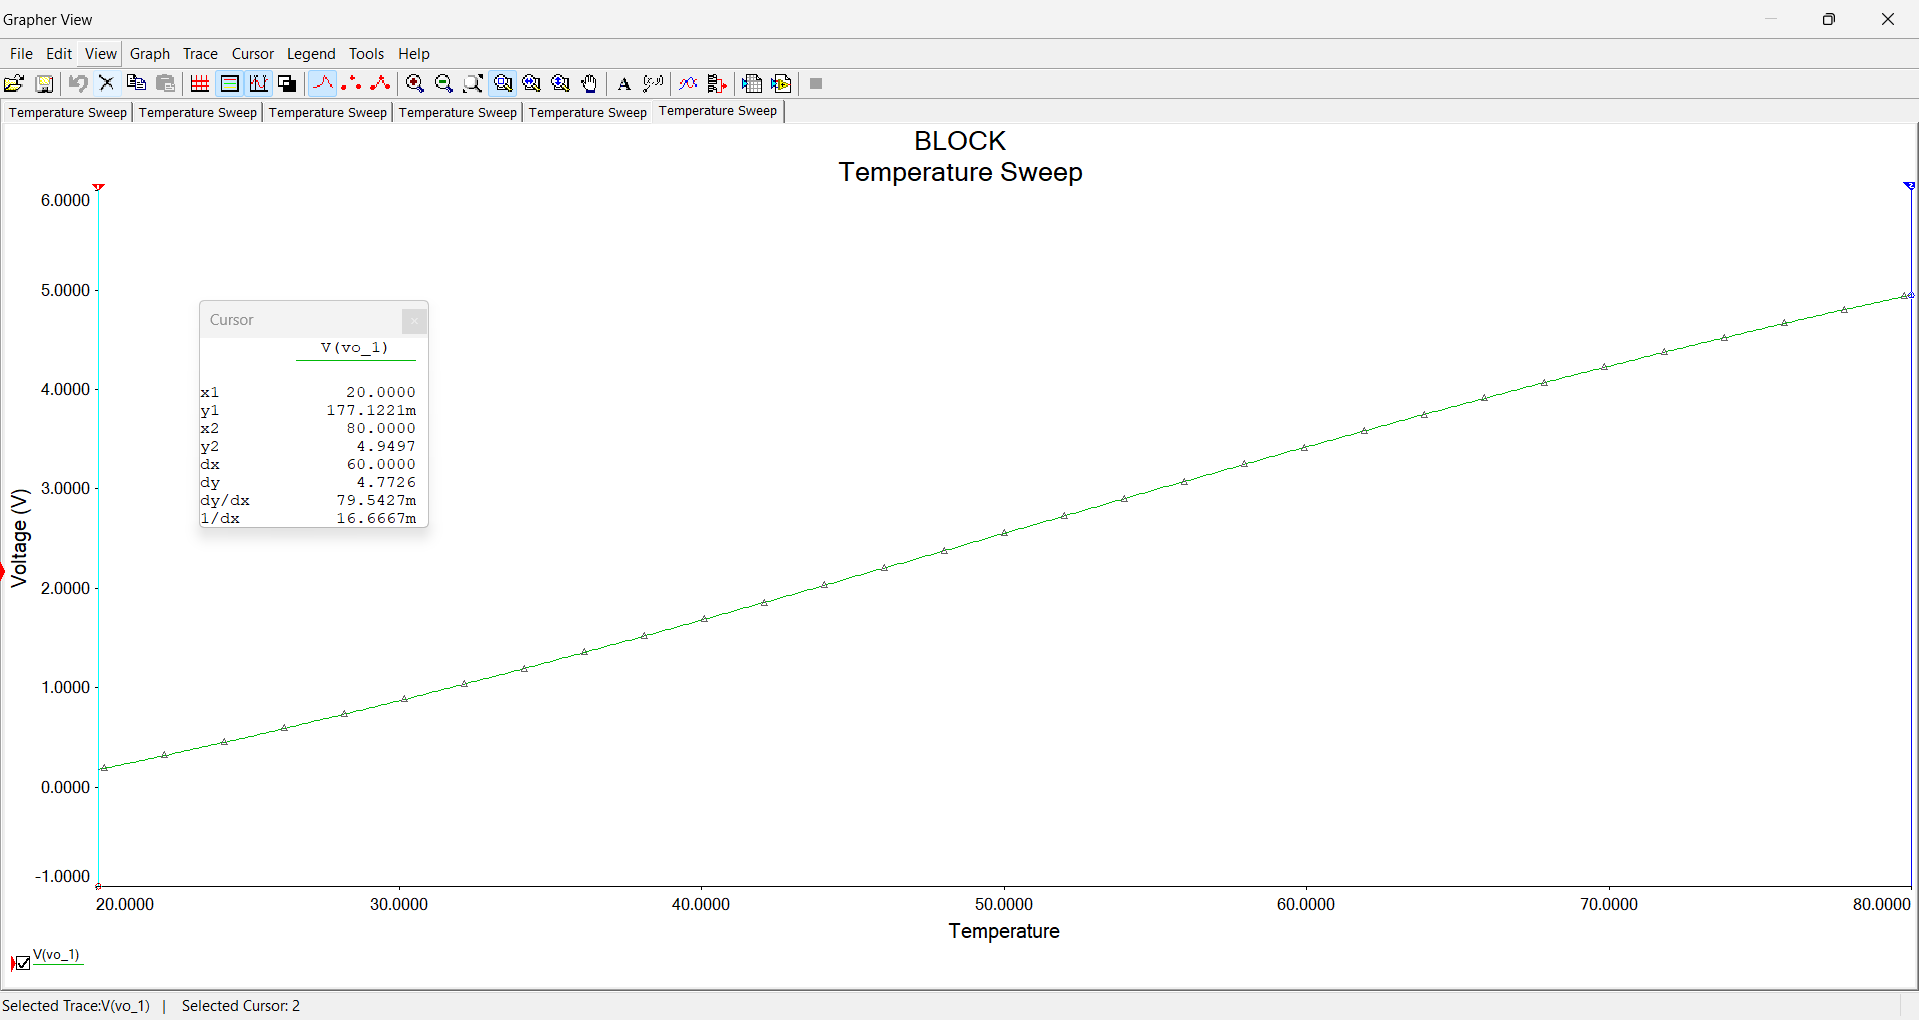 Grapher View
File Edit View Graph Trace Cursor Legend Tools Help
Temperature Sweep Temperature Sweep Temperature Sweep Temperature Sweep Temperature Sweep Temperature Sweep
BLOCK
Temperature Sweep
6.0000
5.0000
4.0000
3.0000
2.0000
1.0000
0.0000
-1.0000
Voltage (V)
Cursor
V(vo_1)
x1 20.0000
y1 177.1221m
x2 80.0000
y2 4.9497
dx 60.0000
dy 4.7726
dy/dx 79.5427m
1/dx 16.6667m
20.0000 30.0000 40.0000 50.0000 60.0000 70.0000 80.0000
Temperature
V(vo_1)
Selected Trace:V(vo_1) | Selected Cursor: 2